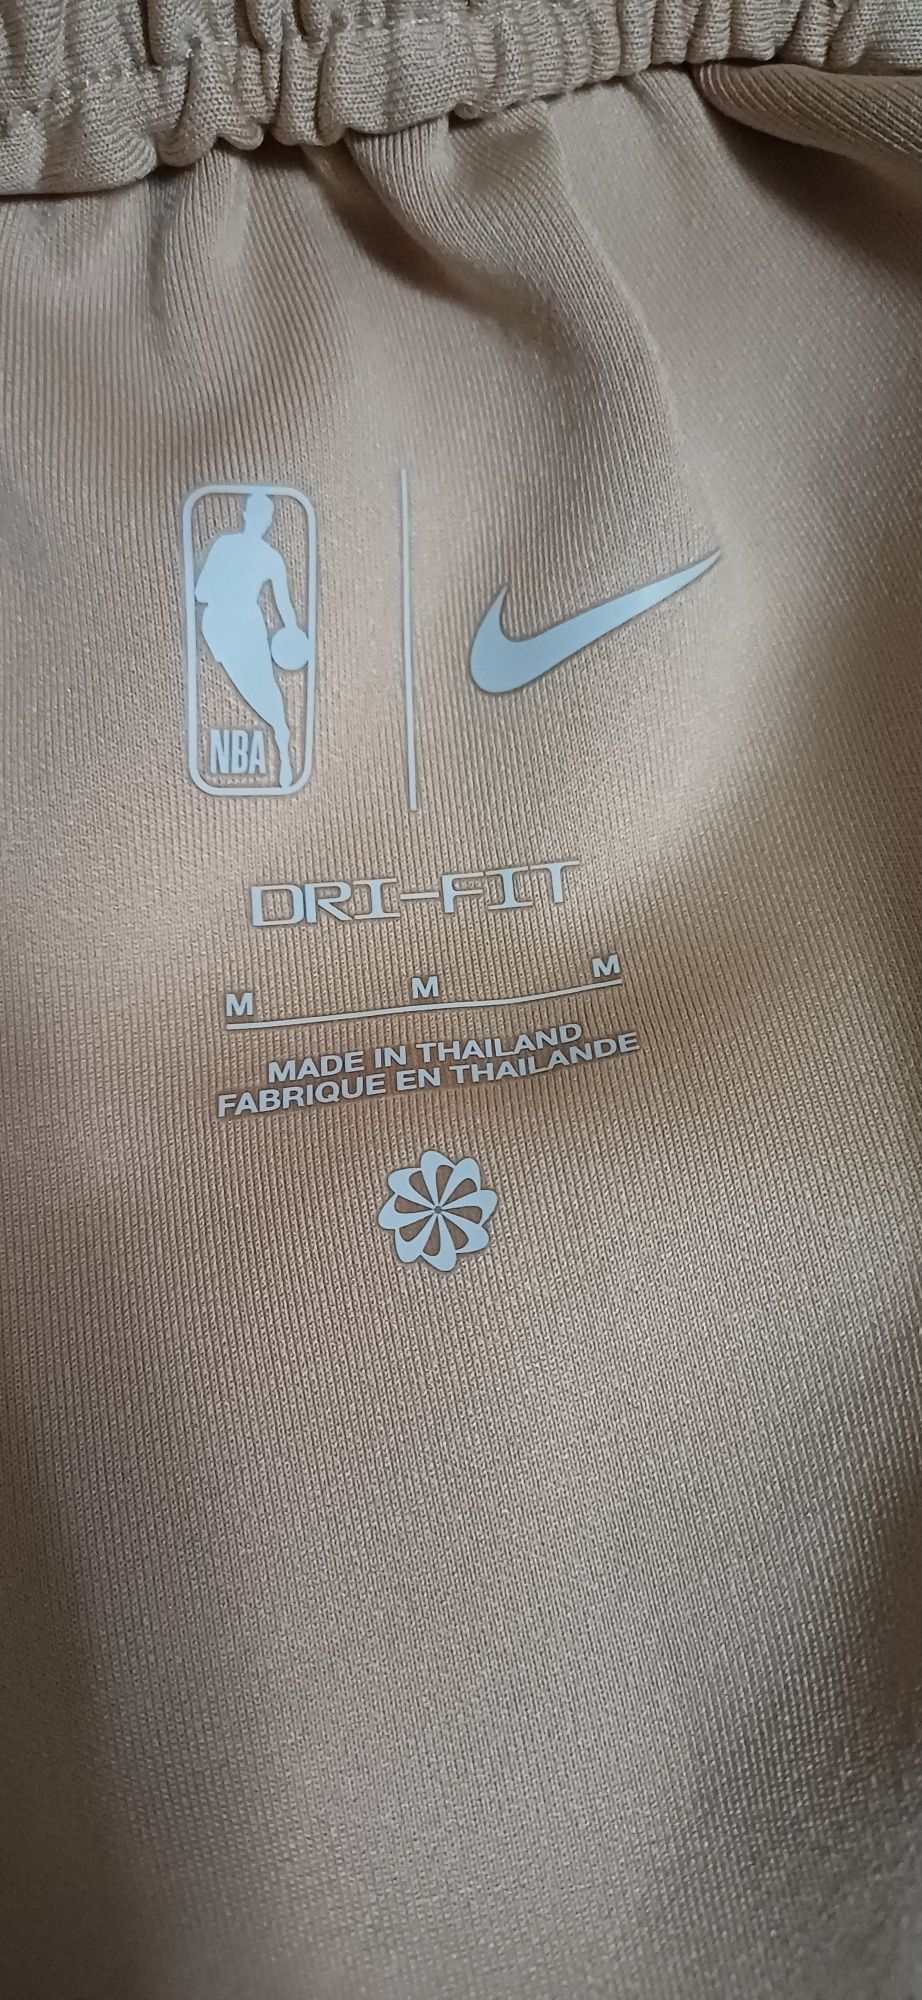 NBA
DRI-FIT
M M M
MADE IN THAILAND
FABRIQUE EN THAILANDE